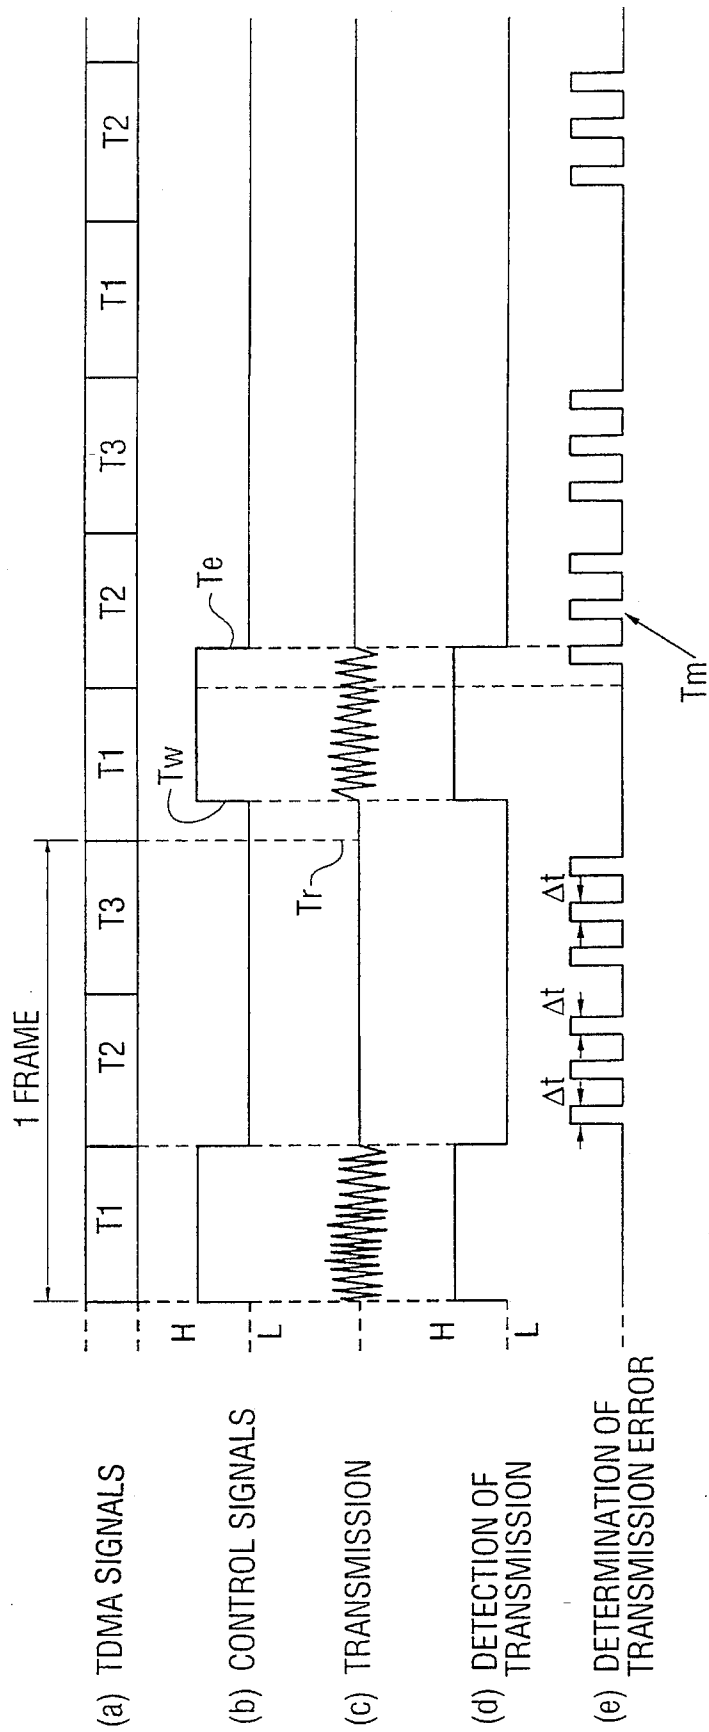 1 FRAME
(a) TDMA SIGNALS
T1 T2 T3 T1 T2 T3 T1 T2
(b) CONTROL SIGNALS
H
L
Tw
Te
(c) TRANSMISSION
Tr
(d) DETECTION OF
TRANSMISSION
H
L
(e) DETERMINATION OF
TRANSMISSION ERROR
Δt Δt Δt
Tm